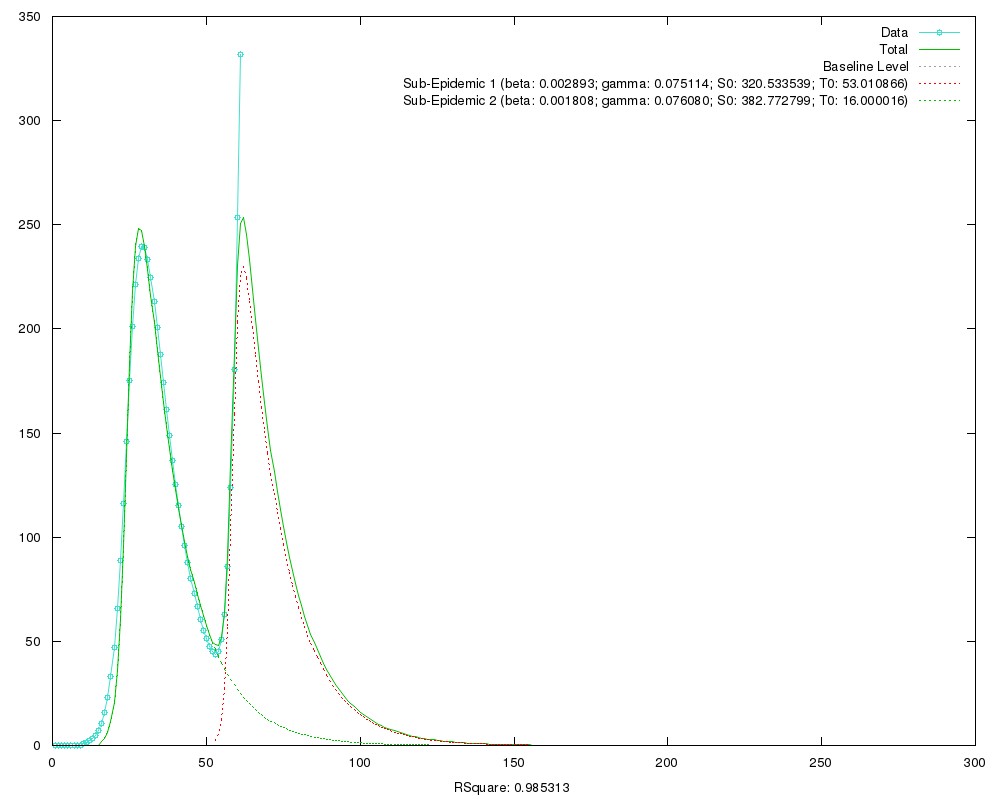 350
300
250
200
150
100
50
0
Data
Total
Baseline Level
Sub-Epidemic 1 (beta: 0.002893; gamma: 0.075114; S0: 320.533539; T0: 53.010866)
Sub-Epidemic 2 (beta: 0.001808; gamma: 0.076080; S0: 382.772799; T0: 16.000016)
0 50 100 150 200 250 300
RSquare: 0.985313